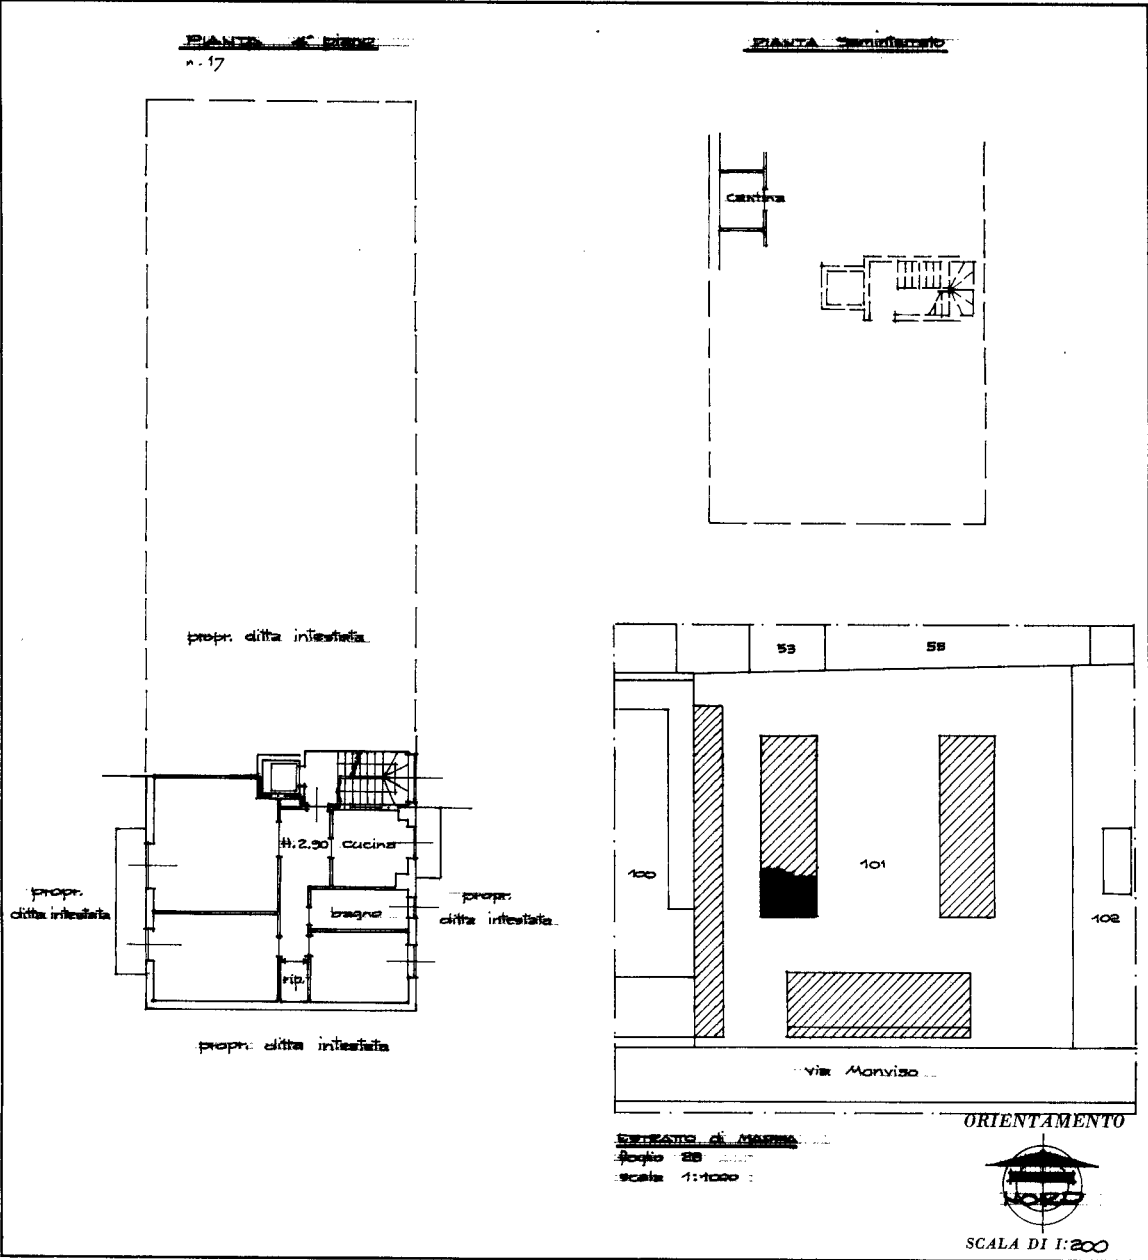 PIANTA 4° piano
n. 17
PIANTA Seminterrato
cantina
propr. ditta intestata
H. 2.90
cucina
bagno
rip.
propr.
ditta intestata
propr.
ditta intestata
propr. ditta intestata
53
58
100
101
102
via Monviso
ESTRATTO di MAPPA
foglio 28
scala 1:1000
ORIENTAMENTO
NORD
SCALA DI 1:200